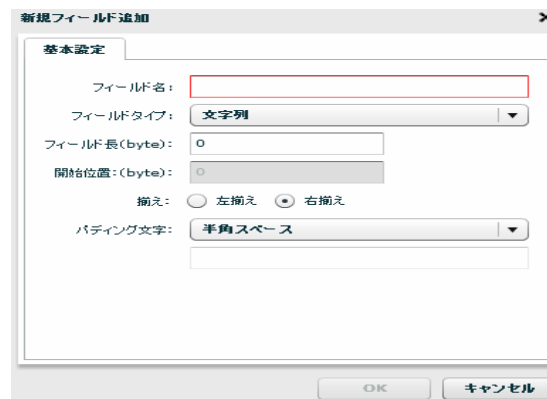 新規フィールド追加
基本設定
フィールド名:
フィールドタイプ: 文字列
フィールド長(byte): 0
開始位置:(byte): 0
揃え: 左揃え 右揃え
パディング文字: 半角スペース
OK キャンセル